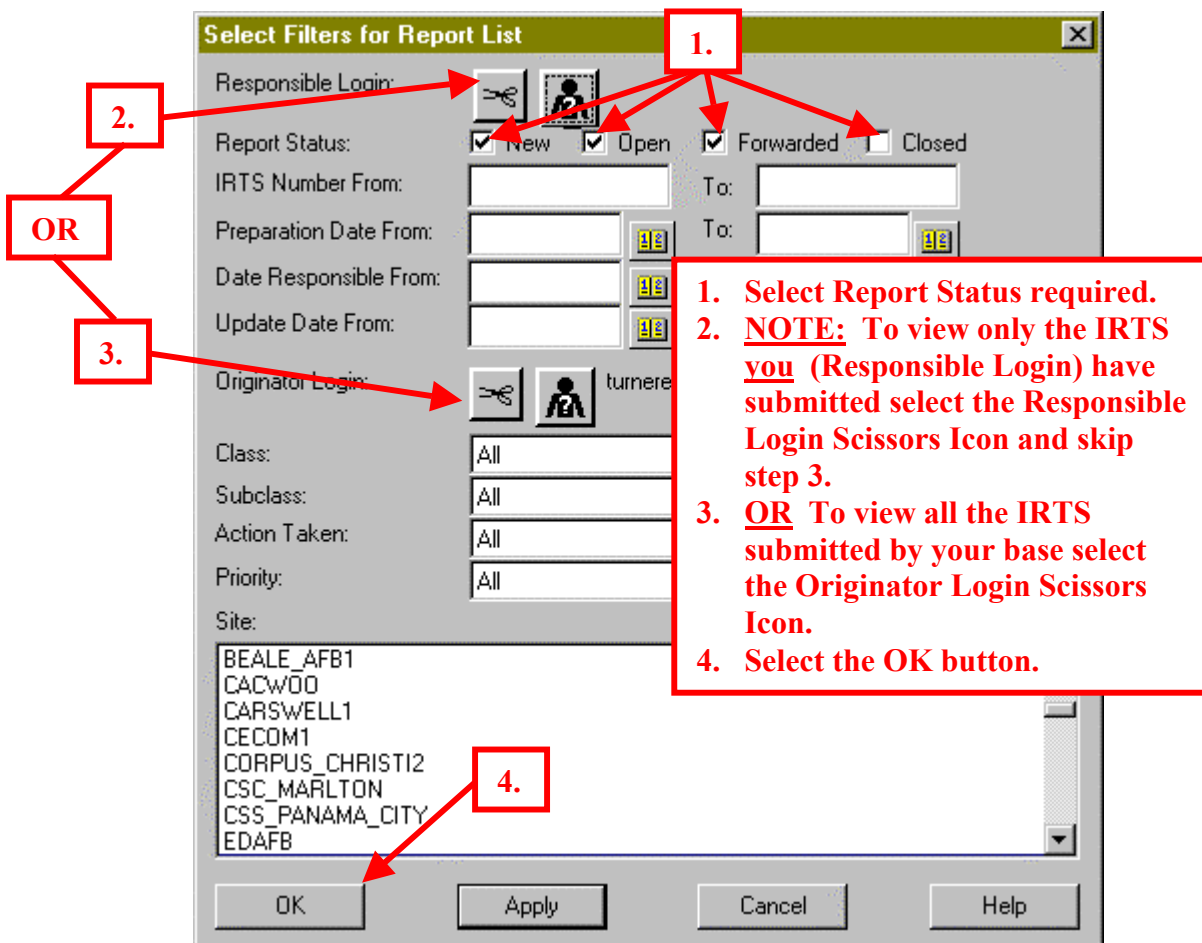 Select Filters for Report List
1.
Responsible Login:
2.
Report Status:
New
Open
Forwarded
Closed
IRTS Number From:
To:
OR
Preparation Date From:
To:
Date Responsible From:
Update Date From:
3.
Originator Login:
turnere
Class:
All
Subclass:
All
Action Taken:
All
Priority:
All
1. Select Report Status required.
2. NOTE: To view only the IRTS
you (Responsible Login) have
submitted select the Responsible
Login Scissors Icon and skip
step 3.
3. OR To view all the IRTS
submitted by your base select
the Originator Login Scissors
Icon.
4. Select the OK button.
Site:
BEALE_AFB1
CACWOO
CARSWELL1
CECOM1
CORPUS_CHRISTI2
CSC_MARLTON
CSS_PANAMA_CITY
EDAFB
4.
OK
Apply
Cancel
Help